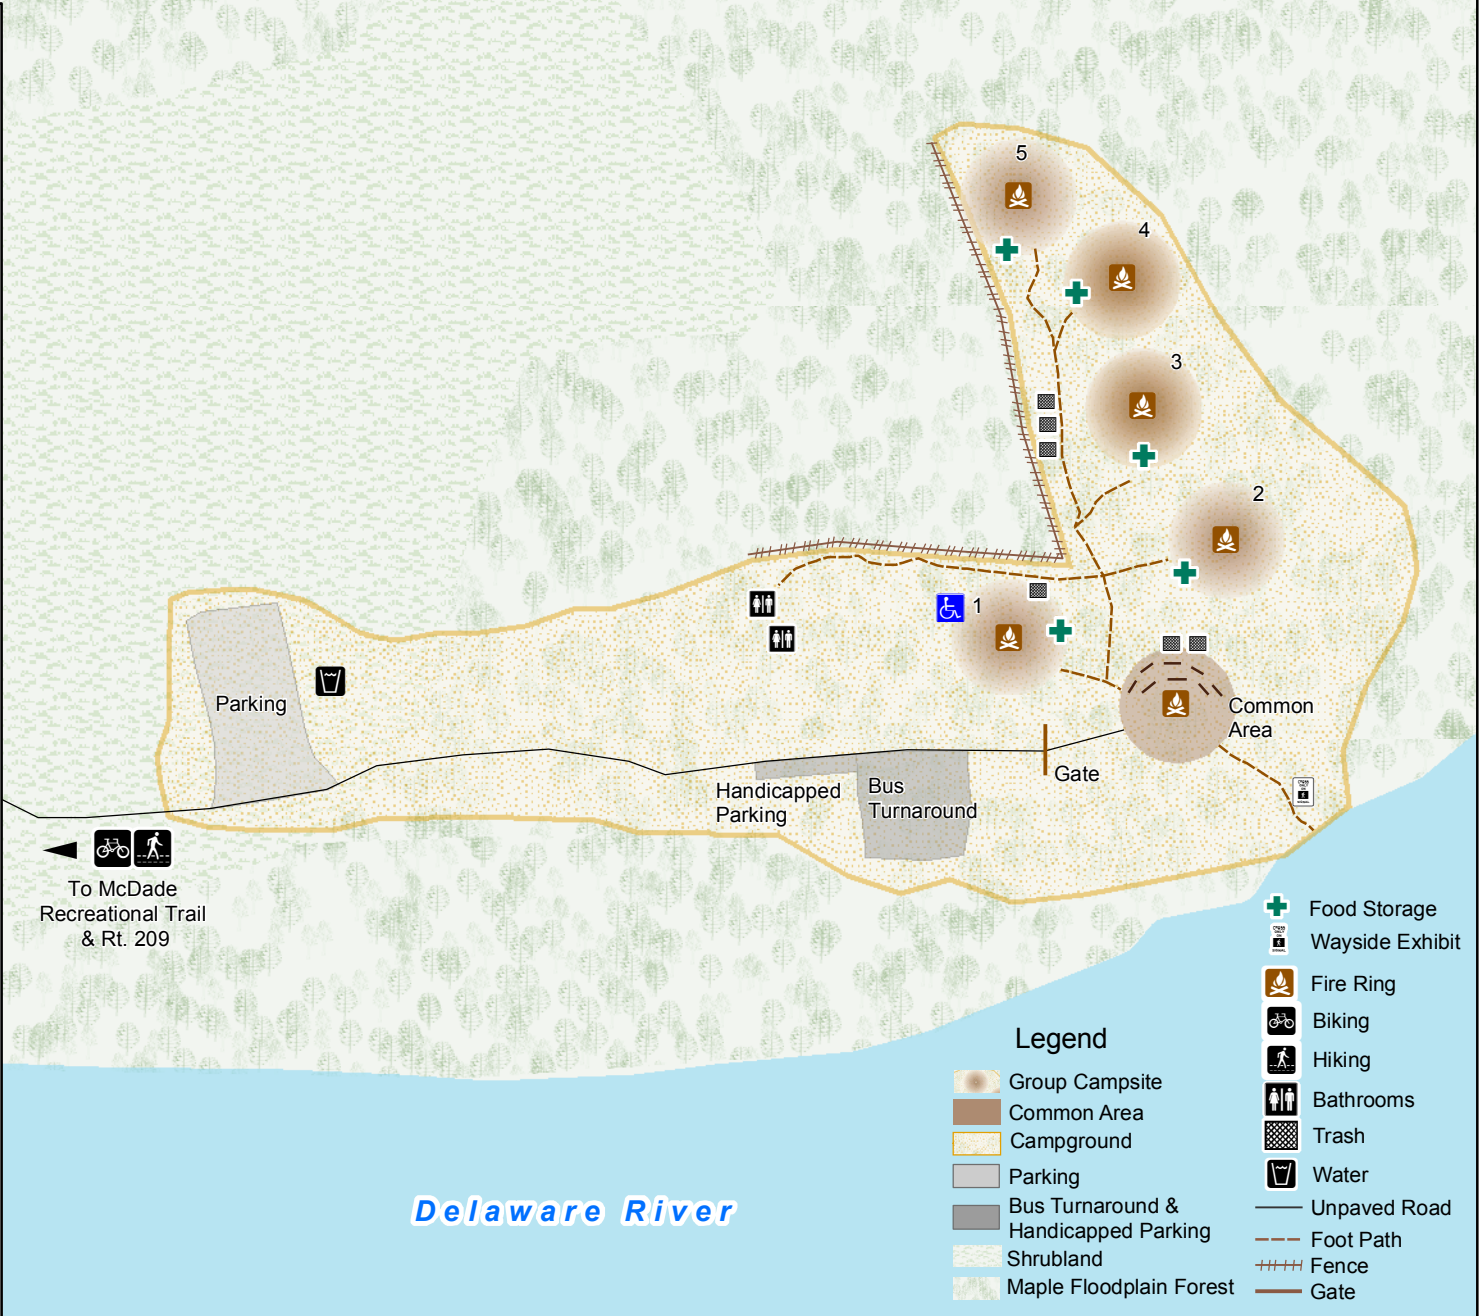 5
4
3
2
1
Parking
Common
Area
Gate
Handicapped
Parking
Bus
Turnaround
To McDade
Recreational Trail
& Rt. 209
Delaware River
Legend
Group Campsite
Common Area
Campground
Parking
Bus Turnaround &
Handicapped Parking
Shrubland
Maple Floodplain Forest
Food Storage
Wayside Exhibit
Fire Ring
Biking
Hiking
Bathrooms
Trash
Water
Unpaved Road
Foot Path
Fence
Gate